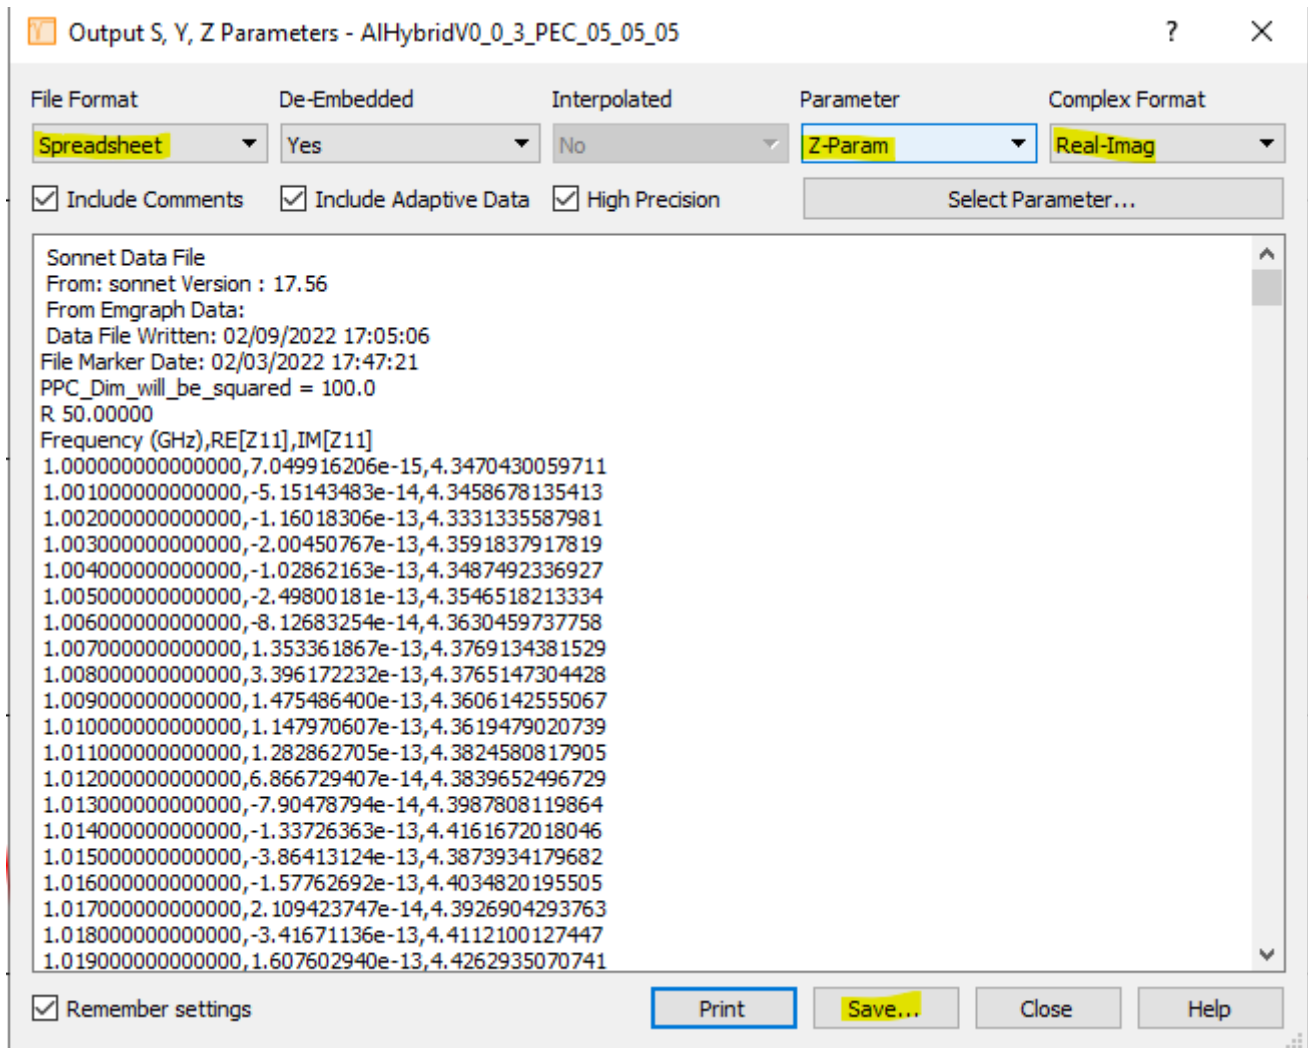 Output S, Y, Z Parameters - AlHybridV0_0_3_PEC_05_05_05
?
File Format De-Embedded Interpolated Parameter Complex Format
Spreadsheet Yes No Z-Param Real-Imag
Include Comments Include Adaptive Data High Precision Select Parameter...
Sonnet Data File
From: sonnet Version : 17.56
From Emgraph Data:
Data File Written: 02/09/2022 17:05:06
File Marker Date: 02/03/2022 17:47:21
PPC_Dim_will_be_squared = 100.0
R 50.00000
Frequency (GHz),RE[Z11],IM[Z11]
1.000000000000000,7.049916206e-15,4.3470430059711
1.001000000000000,-5.15143483e-14,4.3458678135413
1.002000000000000,-1.16018306e-13,4.3331335587981
1.003000000000000,-2.00450767e-13,4.3591837917819
1.004000000000000,-1.02862163e-13,4.3487492336927
1.005000000000000,-2.49800181e-13,4.3546518213334
1.006000000000000,-8.12683254e-14,4.3630459737758
1.007000000000000,1.353361867e-13,4.3769134381529
1.008000000000000,3.396172232e-13,4.3765147304428
1.009000000000000,1.475486400e-13,4.3606142555067
1.010000000000000,1.147970607e-13,4.3619479020739
1.011000000000000,1.282862705e-13,4.3824580817905
1.012000000000000,6.866729407e-14,4.3839652496729
1.013000000000000,-7.90478794e-14,4.3987808119864
1.014000000000000,-1.33726363e-13,4.4161672018046
1.015000000000000,-3.86413124e-13,4.3873934179682
1.016000000000000,-1.57762692e-13,4.4034820195505
1.017000000000000,2.109423747e-14,4.3926904293763
1.018000000000000,-3.41671136e-13,4.4112100127447
1.019000000000000,1.607602940e-13,4.4262935070741
Remember settings Print Save... Close Help